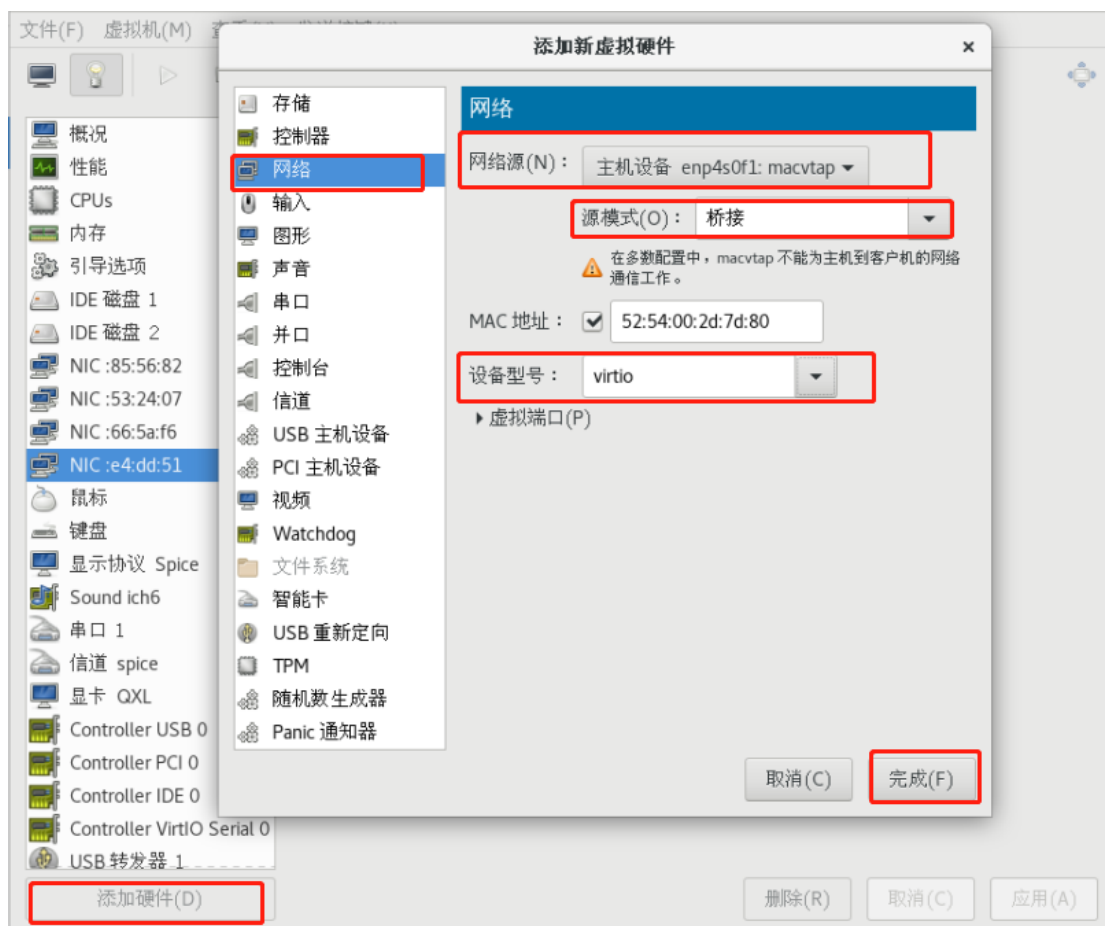 文件(F) 虚拟机(M)
添加新虚拟硬件
概况
性能
CPUs
内存
引导选项
IDE 磁盘 1
IDE 磁盘 2
NIC :85:56:82
NIC :53:24:07
NIC :66:5a:f6
NIC :e4:dd:51
鼠标
键盘
显示协议 Spice
Sound ich6
串口 1
信道 spice
显卡 QXL
Controller USB 0
Controller PCI 0
Controller IDE 0
Controller VirtIO Serial 0
USB 转发器 1
添加硬件(D)
存储
控制器
网络
输入
图形
声音
串口
并口
控制台
信道
USB 主机设备
PCI 主机设备
视频
Watchdog
文件系统
智能卡
USB 重新定向
TPM
随机数生成器
Panic 通知器
网络
网络源(N)： 主机设备 enp4s0f1: macvtap
源模式(O)： 桥接
在多数配置中，macvtap 不能为主机到客户机的网络
通信工作。
MAC 地址： 52:54:00:2d:7d:80
设备型号： virtio
虚拟端口(P)
取消(C) 完成(F)
删除(R) 取消(C) 应用(A)